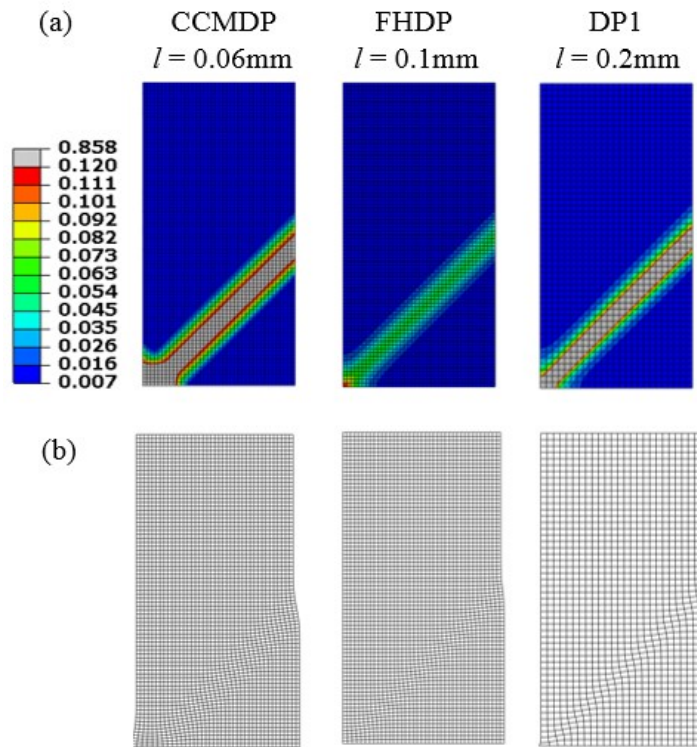 (a)
CCMDP
FHDP
DP1
l = 0.06mm
l = 0.1mm
l = 0.2mm
0.858
0.120
0.111
0.101
0.092
0.082
0.073
0.063
0.054
0.045
0.035
0.026
0.016
0.007
(b)